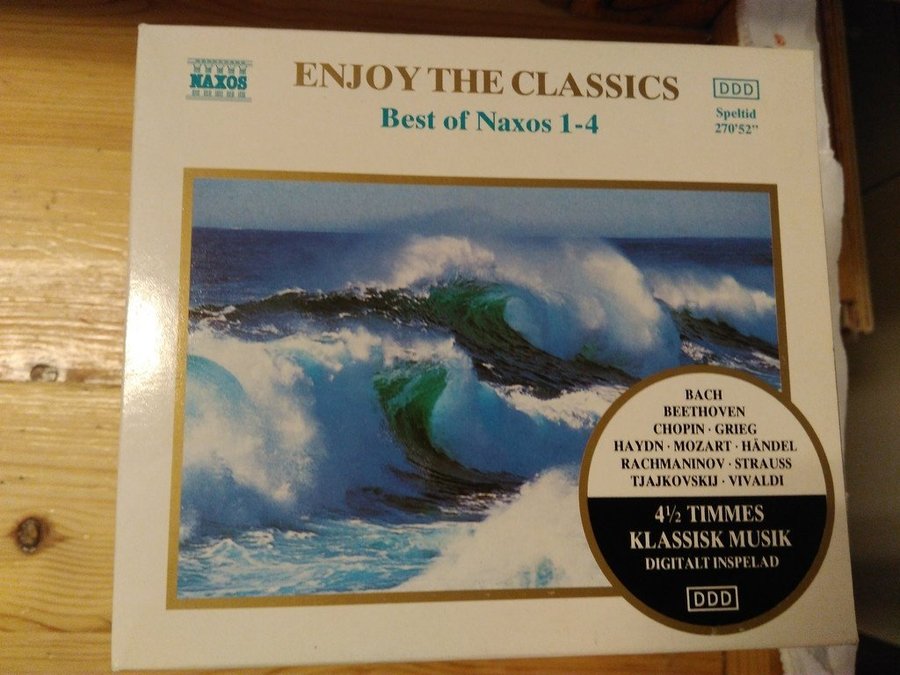 NAXOS
ENJOY THE CLASSICS
Best of Naxos 1-4
DDD
Speltid
270'52"
BACH
BEETHOVEN
CHOPIN · GRIEG
HAYDN · MOZART · HÄNDEL
RACHMANINOV · STRAUSS
TJAJKOVSKIJ · VIVALDI
4½ TIMMES
KLASSISK MUSIK
DIGITALT INSPELAD
DDD